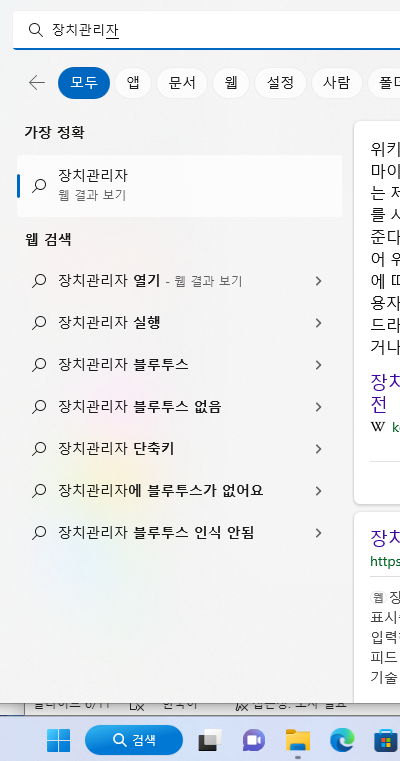 장치관리자
모두 앱 문서 웹 설정 사람 폴더
가장 정확
장치관리자
웹 결과 보기
웹 검색
장치관리자 열기 - 웹 결과 보기
장치관리자 실행
장치관리자 블루투스
장치관리자 블루투스 없음
장치관리자 단축키
장치관리자에 블루투스가 없어요
장치관리자 블루투스 인식 안됨
위키
마이
는 제
를 시
준다
어 위
에 따
용자
드라
거나
장치
전
W k
장치
https
웹 장
표시
입력
피드
기술
한국어
검색